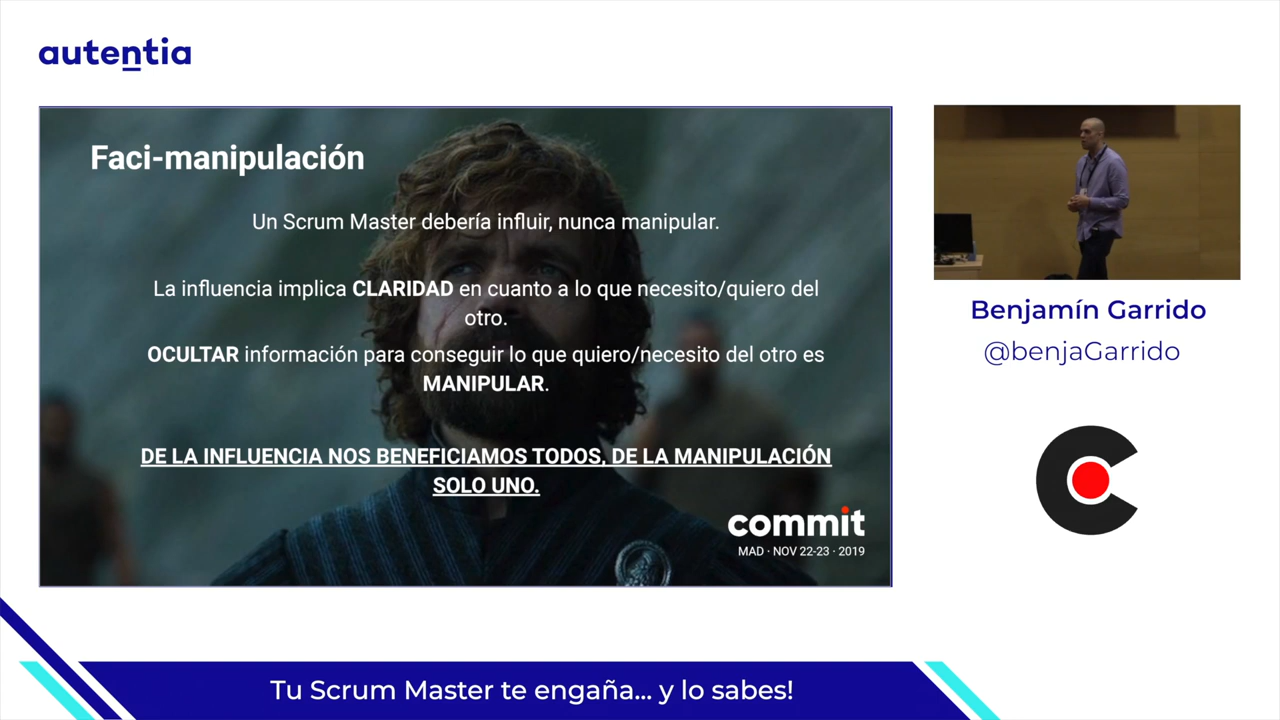 autentia
Faci-manipulación
Un Scrum Master debería influir, nunca manipular.
La influencia implica CLARIDAD en cuanto a lo que necesito/quiero del
otro.
OCULTAR información para conseguir lo que quiero/necesito del otro es
MANIPULAR.
DE LA INFLUENCIA NOS BENEFICIAMOS TODOS, DE LA MANIPULACIÓN
SOLO UNO.
commit
MAD · NOV 22-23 · 2019
Benjamín Garrido
@benjaGarrido
Tu Scrum Master te engaña... y lo sabes!